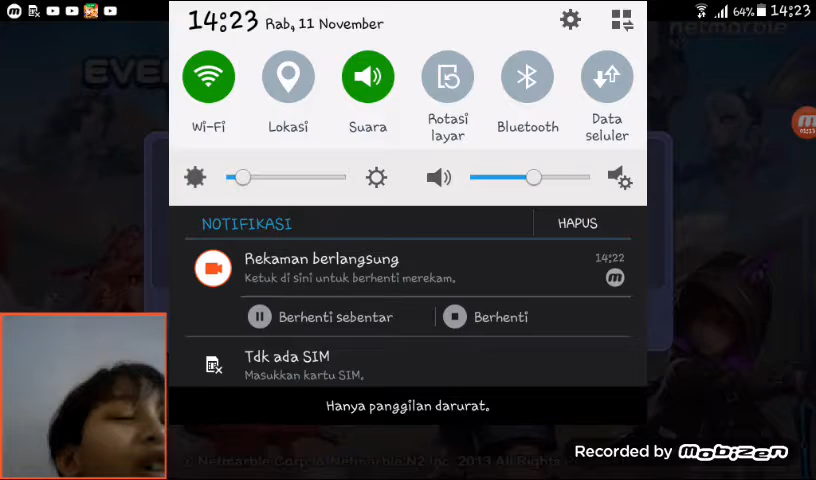 14:23 Rab, 11 November
64% 14:23
netmarble
EVE
Wi-Fi
Lokasi
Suara
Rotasi
layar
Bluetooth
Data
seluler
01:13
NOTIFIKASI
HAPUS
Rekaman berlangsung
14:22
Ketuk di sini untuk berhenti merekam.
Berhenti sebentar
Berhenti
Tdk ada SIM
Masukkan kartu SIM.
Hanya panggilan darurat.
Recorded by Mobizen
© Netmarble Corp. & Netmarble N2 Inc. 2013 All Rights